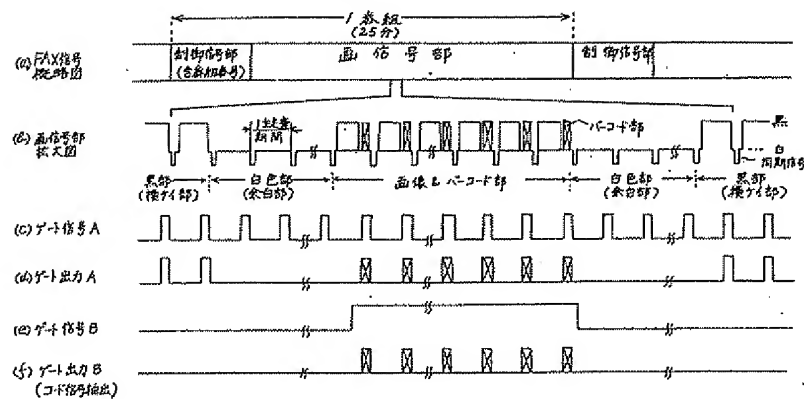 1番組
(25分)
(a) FAX信号
概略図
制御信号部
(含番組番号)
画信号部
制御信号部
(b) 画信号部
拡大図
1走査
期間
バーコード部
黒
白
同期信号
黒部
(横ケイ部)
白色部
(余白部)
画像&バーコード部
白色部
(余白部)
黒部
(横ケイ部)
(c) ゲート信号A
(d) ゲート出力A
(e) ゲート信号B
(f) ゲート出力B
(コード信号抽出)